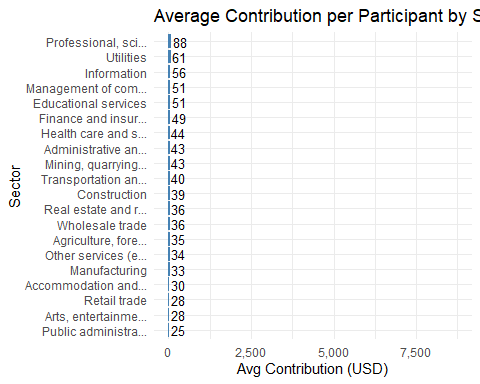 Average Contribution per Participant by S
Professional, sci... 88
Utilities 61
Information 56
Management of com... 51
Educational services 51
Finance and insur... 49
Health care and s... 44
Administrative an... 43
Mining, quarrying... 43
Transportation an... 40
Construction 39
Real estate and r... 36
Wholesale trade 36
Agriculture, fore... 35
Other services (e... 34
Manufacturing 33
Accommodation and... 30
Retail trade 28
Arts, entertainme... 28
Public administra... 25
Sector
0 2,500 5,000 7,500
Avg Contribution (USD)